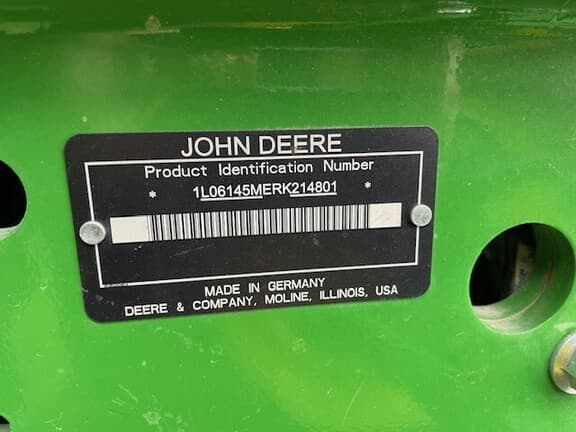 JOHN DEERE
Product Identification Number
* 1L06145MERK214801 *
MADE IN GERMANY
DEERE & COMPANY, MOLINE, ILLINOIS, USA